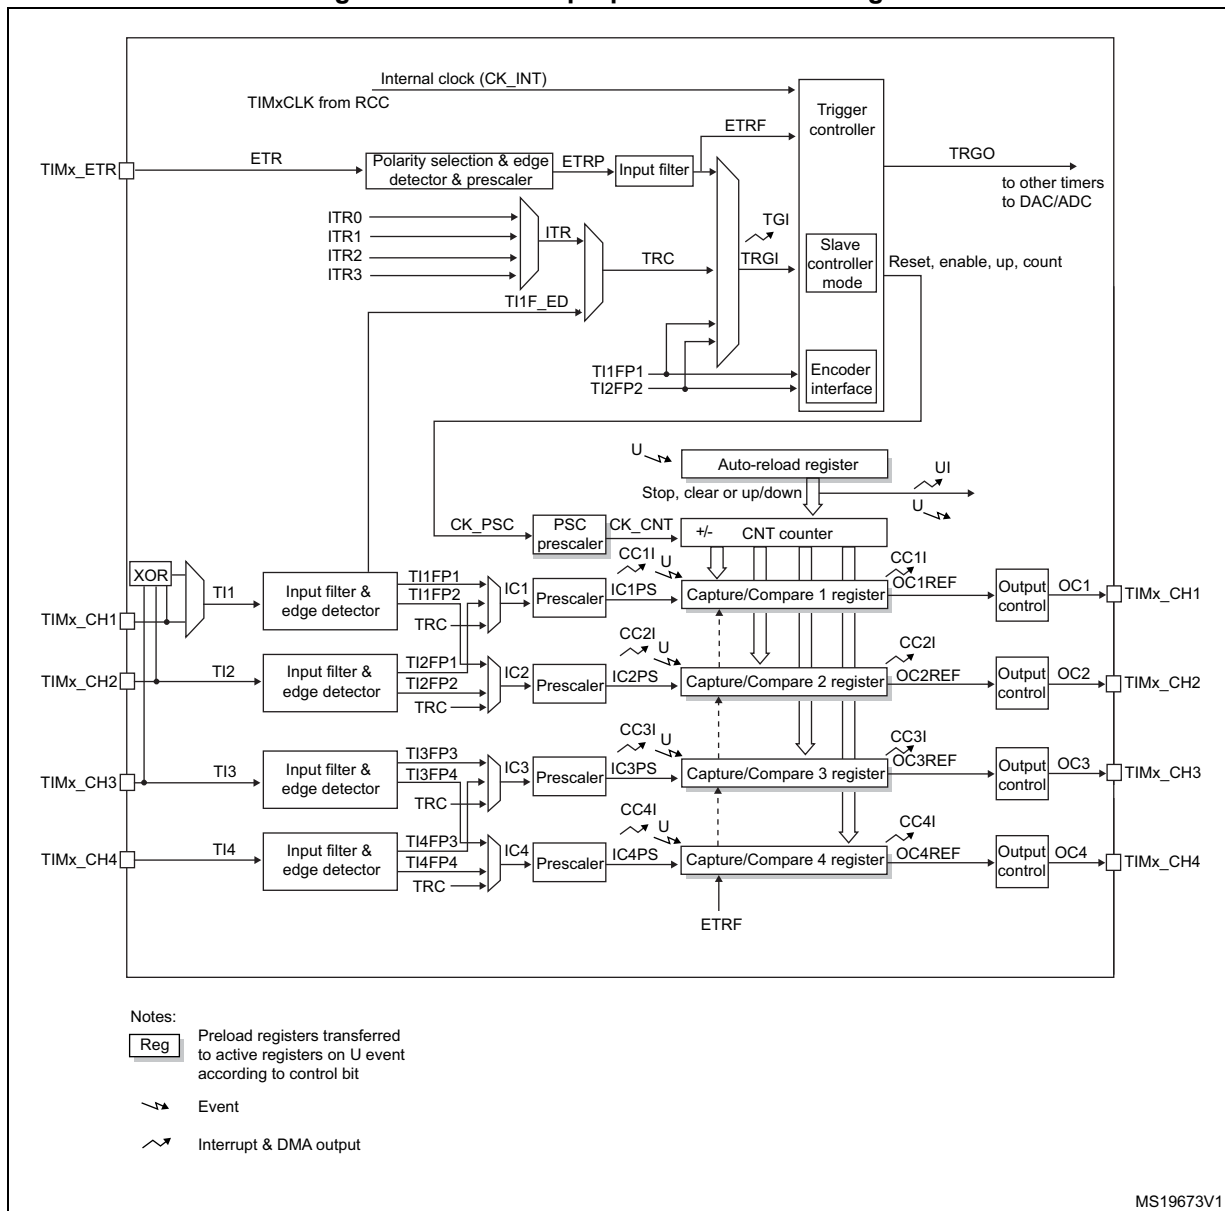 Internal clock (CK_INT)
TIMxCLK from RCC
Trigger
controller
ETRF
TIMx_ETR
ETR
Polarity selection & edge
detector & prescaler
ETRP
Input filter
TRGO
to other timers
to DAC/ADC
ITR0
ITR1
ITR2
ITR3
ITR
TRC
TI1F_ED
TGI
TRGI
Slave
controller
mode
Reset, enable, up, count
TI1FP1
TI2FP2
Encoder
interface
U
Auto-reload register
UI
Stop, clear or up/down
U
CK_PSC
PSC
prescaler
CK_CNT
+/-
CNT counter
XOR
TI1
Input filter &
edge detector
TI1FP1
TI1FP2
TRC
IC1
Prescaler
IC1PS
CC1I
U
Capture/Compare 1 register
CC1I
OC1REF
Output
control
OC1
TIMx_CH1
TIMx_CH1
TIMx_CH2
TI2
Input filter &
edge detector
TI2FP1
TI2FP2
TRC
IC2
Prescaler
IC2PS
CC2I
U
Capture/Compare 2 register
CC2I
OC2REF
Output
control
OC2
TIMx_CH2
TIMx_CH3
TI3
Input filter &
edge detector
TI3FP3
TI3FP4
TRC
IC3
Prescaler
IC3PS
CC3I
U
Capture/Compare 3 register
CC3I
OC3REF
Output
control
OC3
TIMx_CH3
TIMx_CH4
TI4
Input filter &
edge detector
TI4FP3
TI4FP4
TRC
IC4
Prescaler
IC4PS
CC4I
U
Capture/Compare 4 register
CC4I
OC4REF
Output
control
OC4
TIMx_CH4
ETRF
Notes:
Reg
Preload registers transferred
to active registers on U event
according to control bit
Event
Interrupt & DMA output
MS19673V1